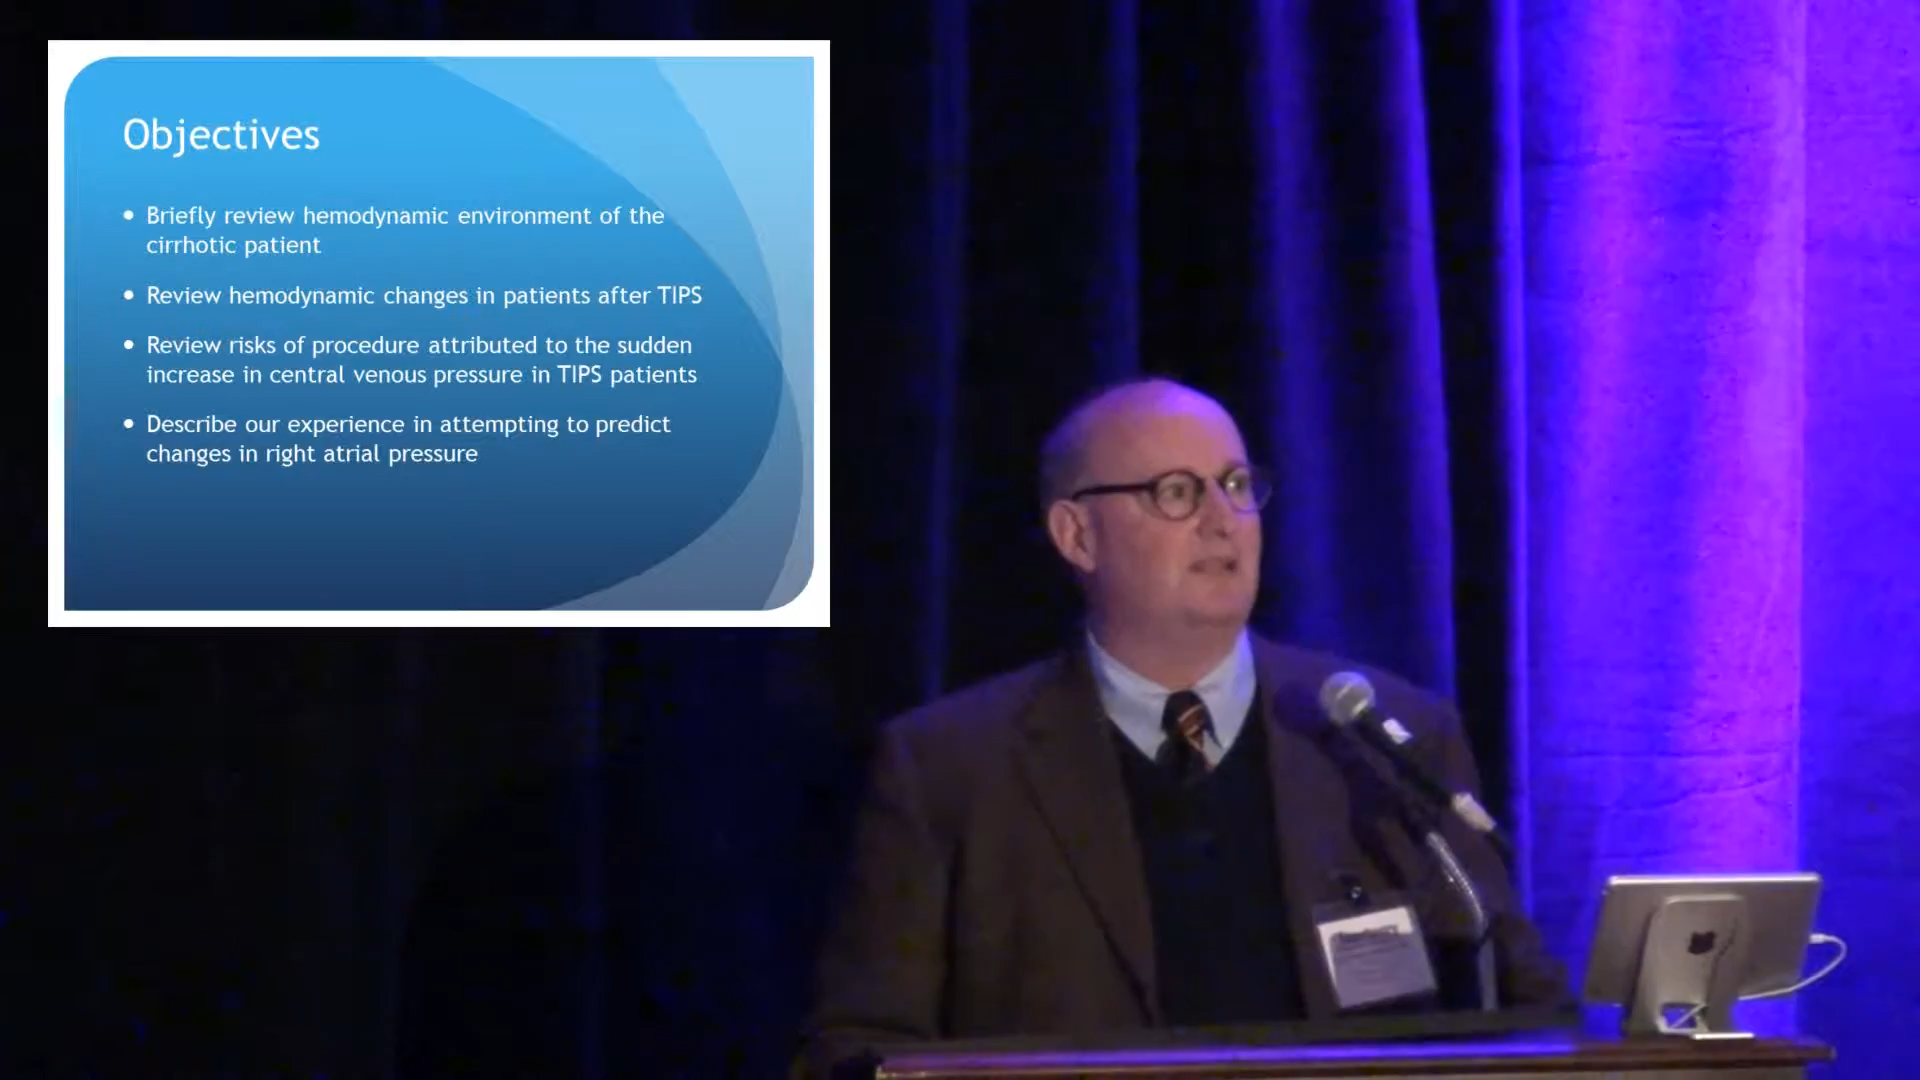 Objectives
• Briefly review hemodynamic environment of the
cirrhotic patient
• Review hemodynamic changes in patients after TIPS
• Review risks of procedure attributed to the sudden
increase in central venous pressure in TIPS patients
• Describe our experience in attempting to predict
changes in right atrial pressure